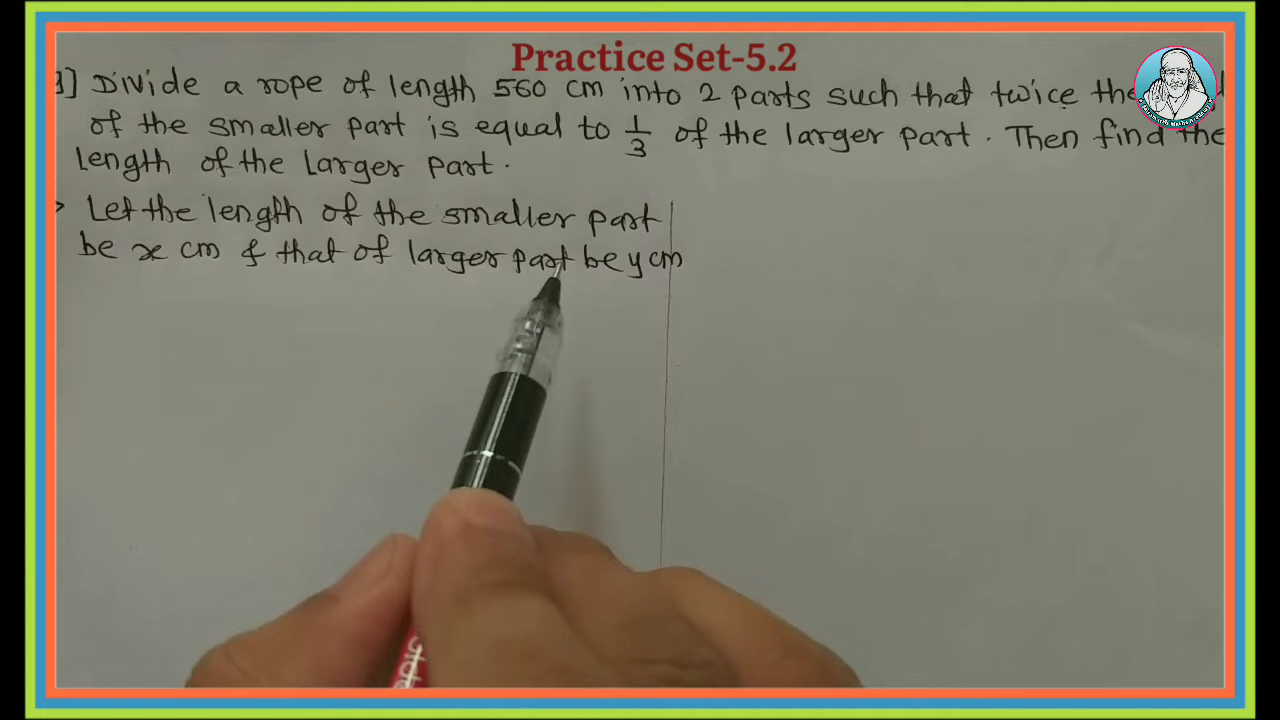 Practice Set-5.2
Divide a rope of length 560 cm into 2 parts such that twice the
of the smaller part is equal to 1/3 of the larger part. Then find the
length of the larger part.
Let the length of the smaller part
be x cm & that of larger part be y cm